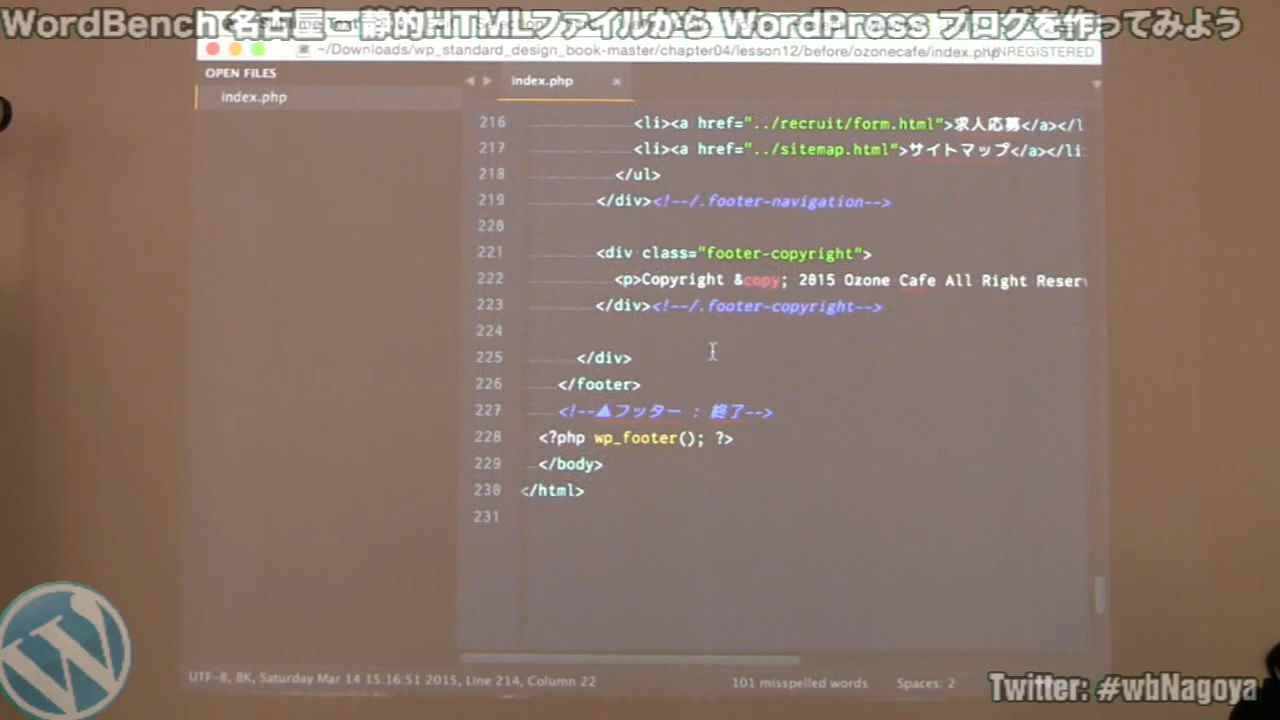 WordBench 名古屋 - 静的HTMLファイルから WordPress ブログを作ってみよう
~/Downloads/wp_standard_design_book-master/chapter04/lesson12/before/ozonecafe/index.php
UNREGISTERED
OPEN FILES
index.php
index.php ×
216 <li><a href="../recruit/form.html">求人応募</a></l
217 <li><a href="../sitemap.html">サイトマップ</a></li
218 </ul>
219 </div><!--/.footer-navigation-->
220
221 <div class="footer-copyright">
222 <p>Copyright &copy; 2015 Ozone Cafe All Right Reser
223 </div><!--/.footer-copyright-->
224
225 </div>
226 </footer>
227 <!--▲フッター : 終了-->
228 <?php wp_footer(); ?>
229 </body>
230 </html>
231
UTF-8, 8K, Saturday Mar 14 15:16:51 2015, Line 214, Column 22
101 misspelled words
Spaces: 2
W
Twitter: #wbNagoya